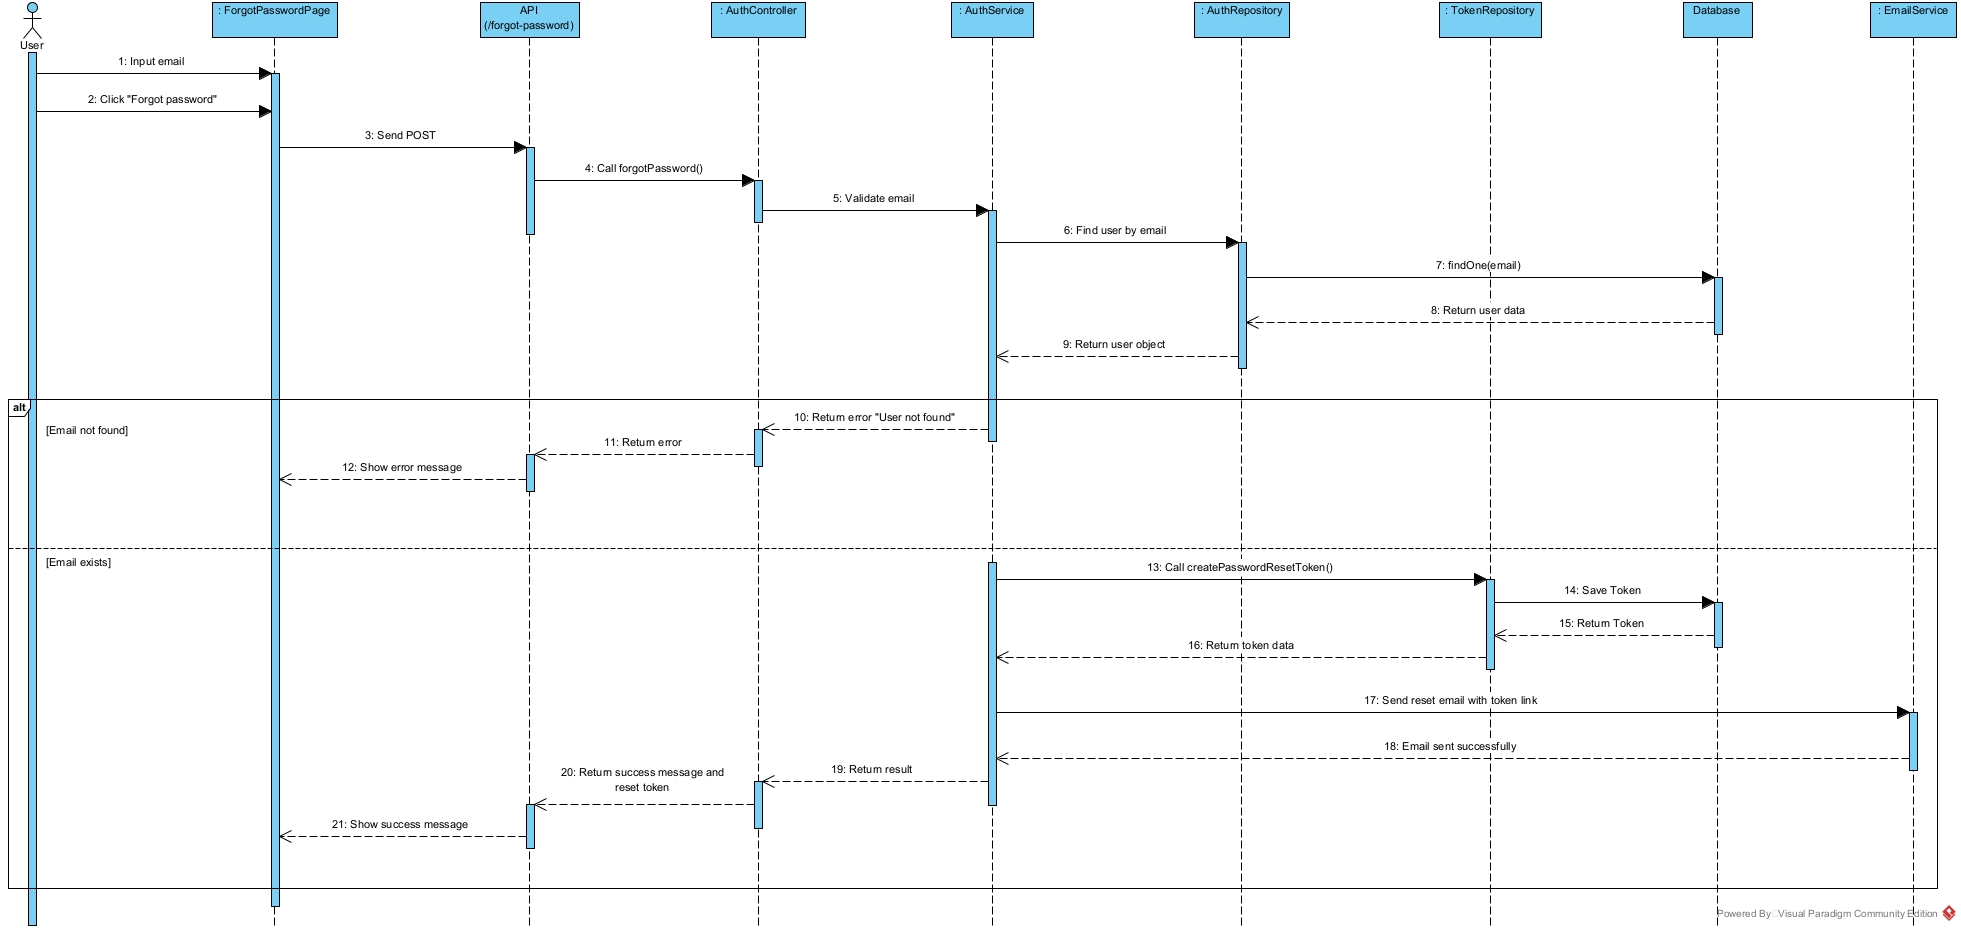 : ForgotPasswordPage
API
(/forgot-password)
: AuthController
: AuthService
: AuthRepository
: TokenRepository
Database
: EmailService
User
1: Input email
2: Click "Forgot password"
3: Send POST
4: Call forgotPassword()
5: Validate email
6: Find user by email
7: findOne(email)
8: Return user data
9: Return user object
alt
[Email not found]
10: Return error "User not found"
11: Return error
12: Show error message
[Email exists]
13: Call createPasswordResetToken()
14: Save Token
15: Return Token
16: Return token data
17: Send reset email with token link
18: Email sent successfully
19: Return result
20: Return success message and
reset token
21: Show success message
Powered By Visual Paradigm Community Edition